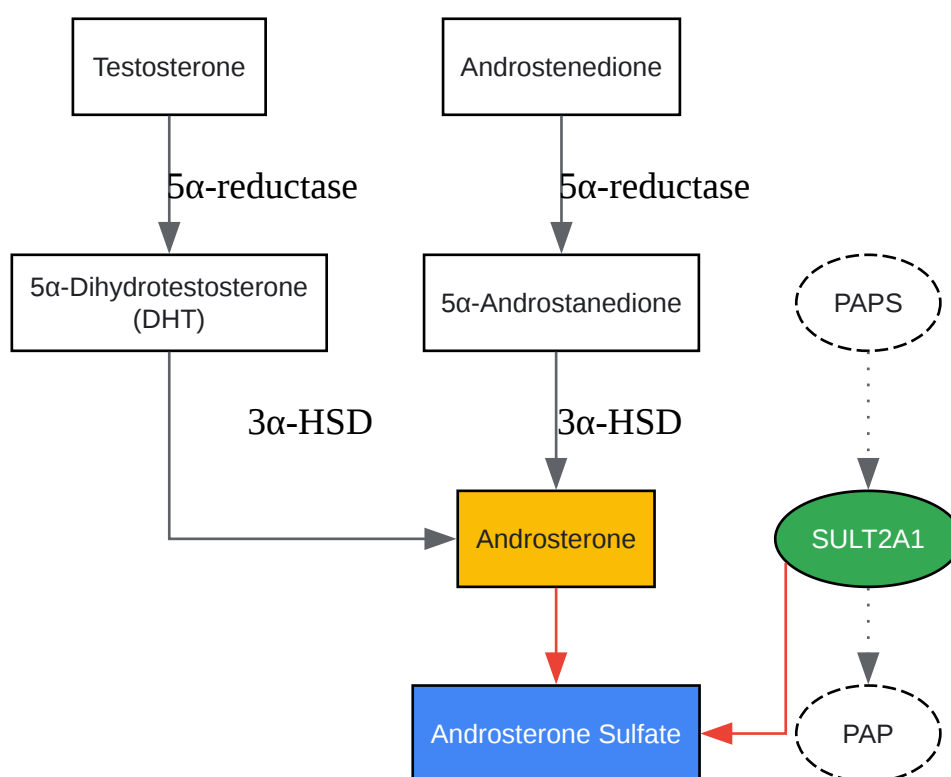 Testosterone
Androstenedione
5α-reductase
5α-reductase
5α-Dihydrotestosterone
(DHT)
5α-Androstanedione
PAPS
3α-HSD
3α-HSD
Androsterone
SULT2A1
Androsterone Sulfate
PAP